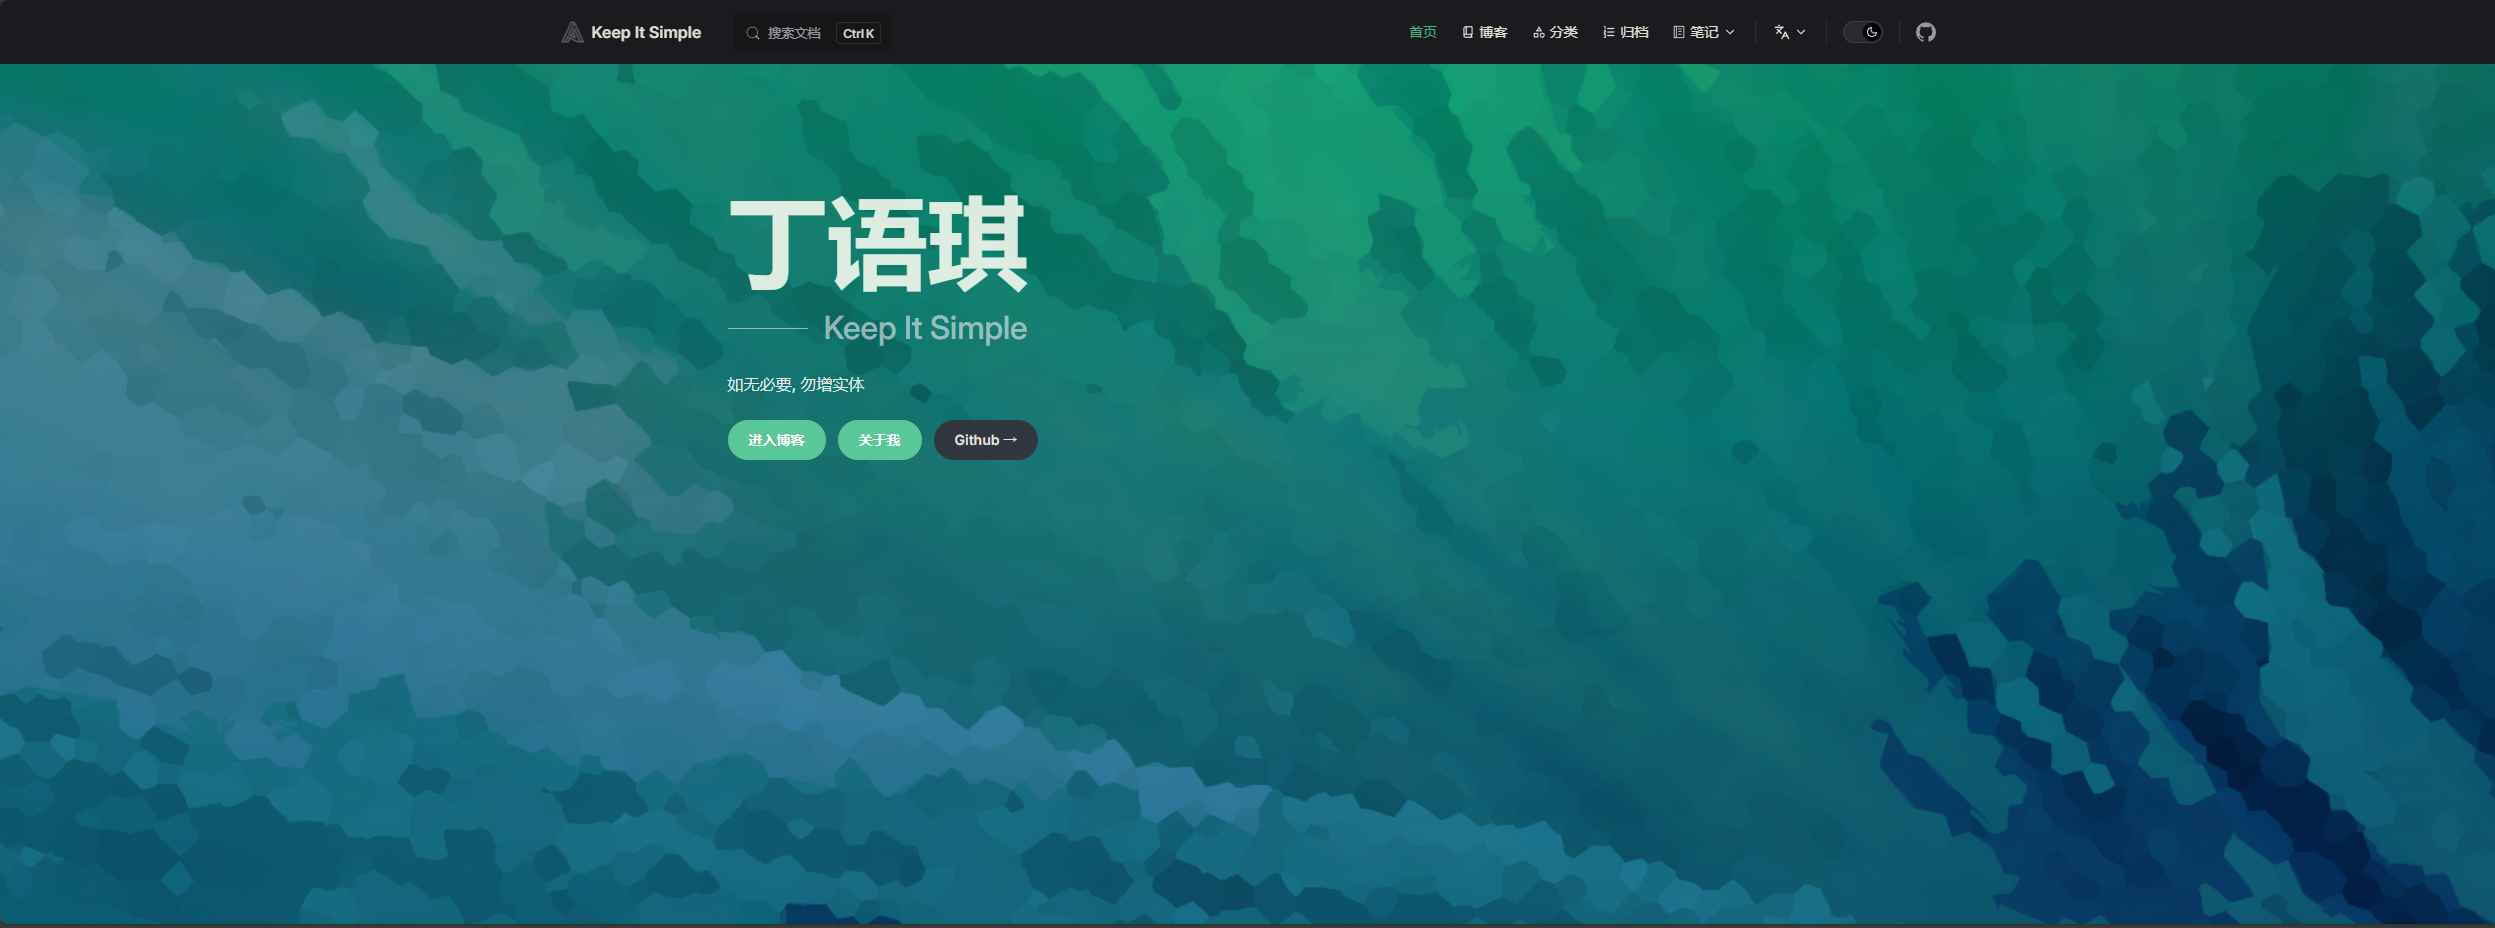 Keep It Simple 搜索文档 Ctrl K 首页 博客 分类 归档 笔记
丁语琪
Keep It Simple
如无必要, 勿增实体
进入博客 关于我 Github →